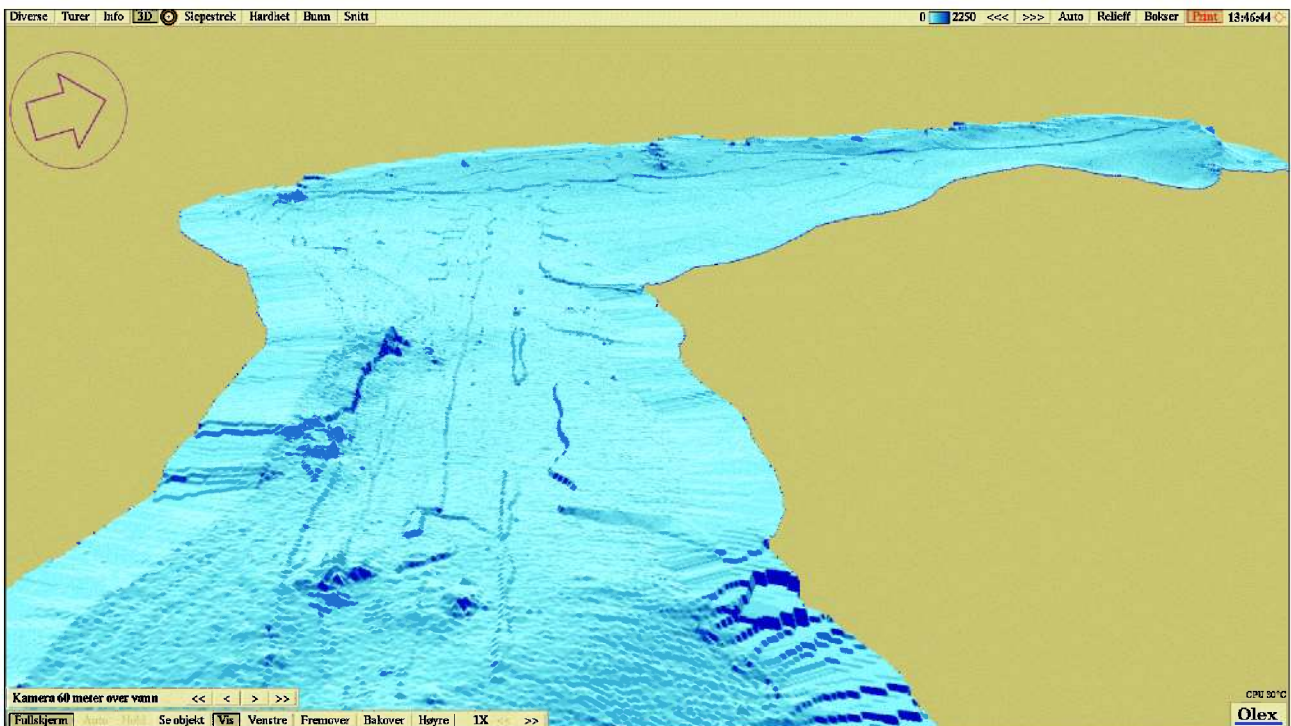 Diverse Turer Info 3D Slepestrek Hardhet Bunn Snitt 0 2250 <<< >>> Auto Relieff Bokser Print 13:46:44
Kamera 60 meter over vann << < > >>
CPU 30°C
Fullskjerm Auto Hold Se objekt Vis Venstre Fremover Bakover Høyre 1X << >> Olex